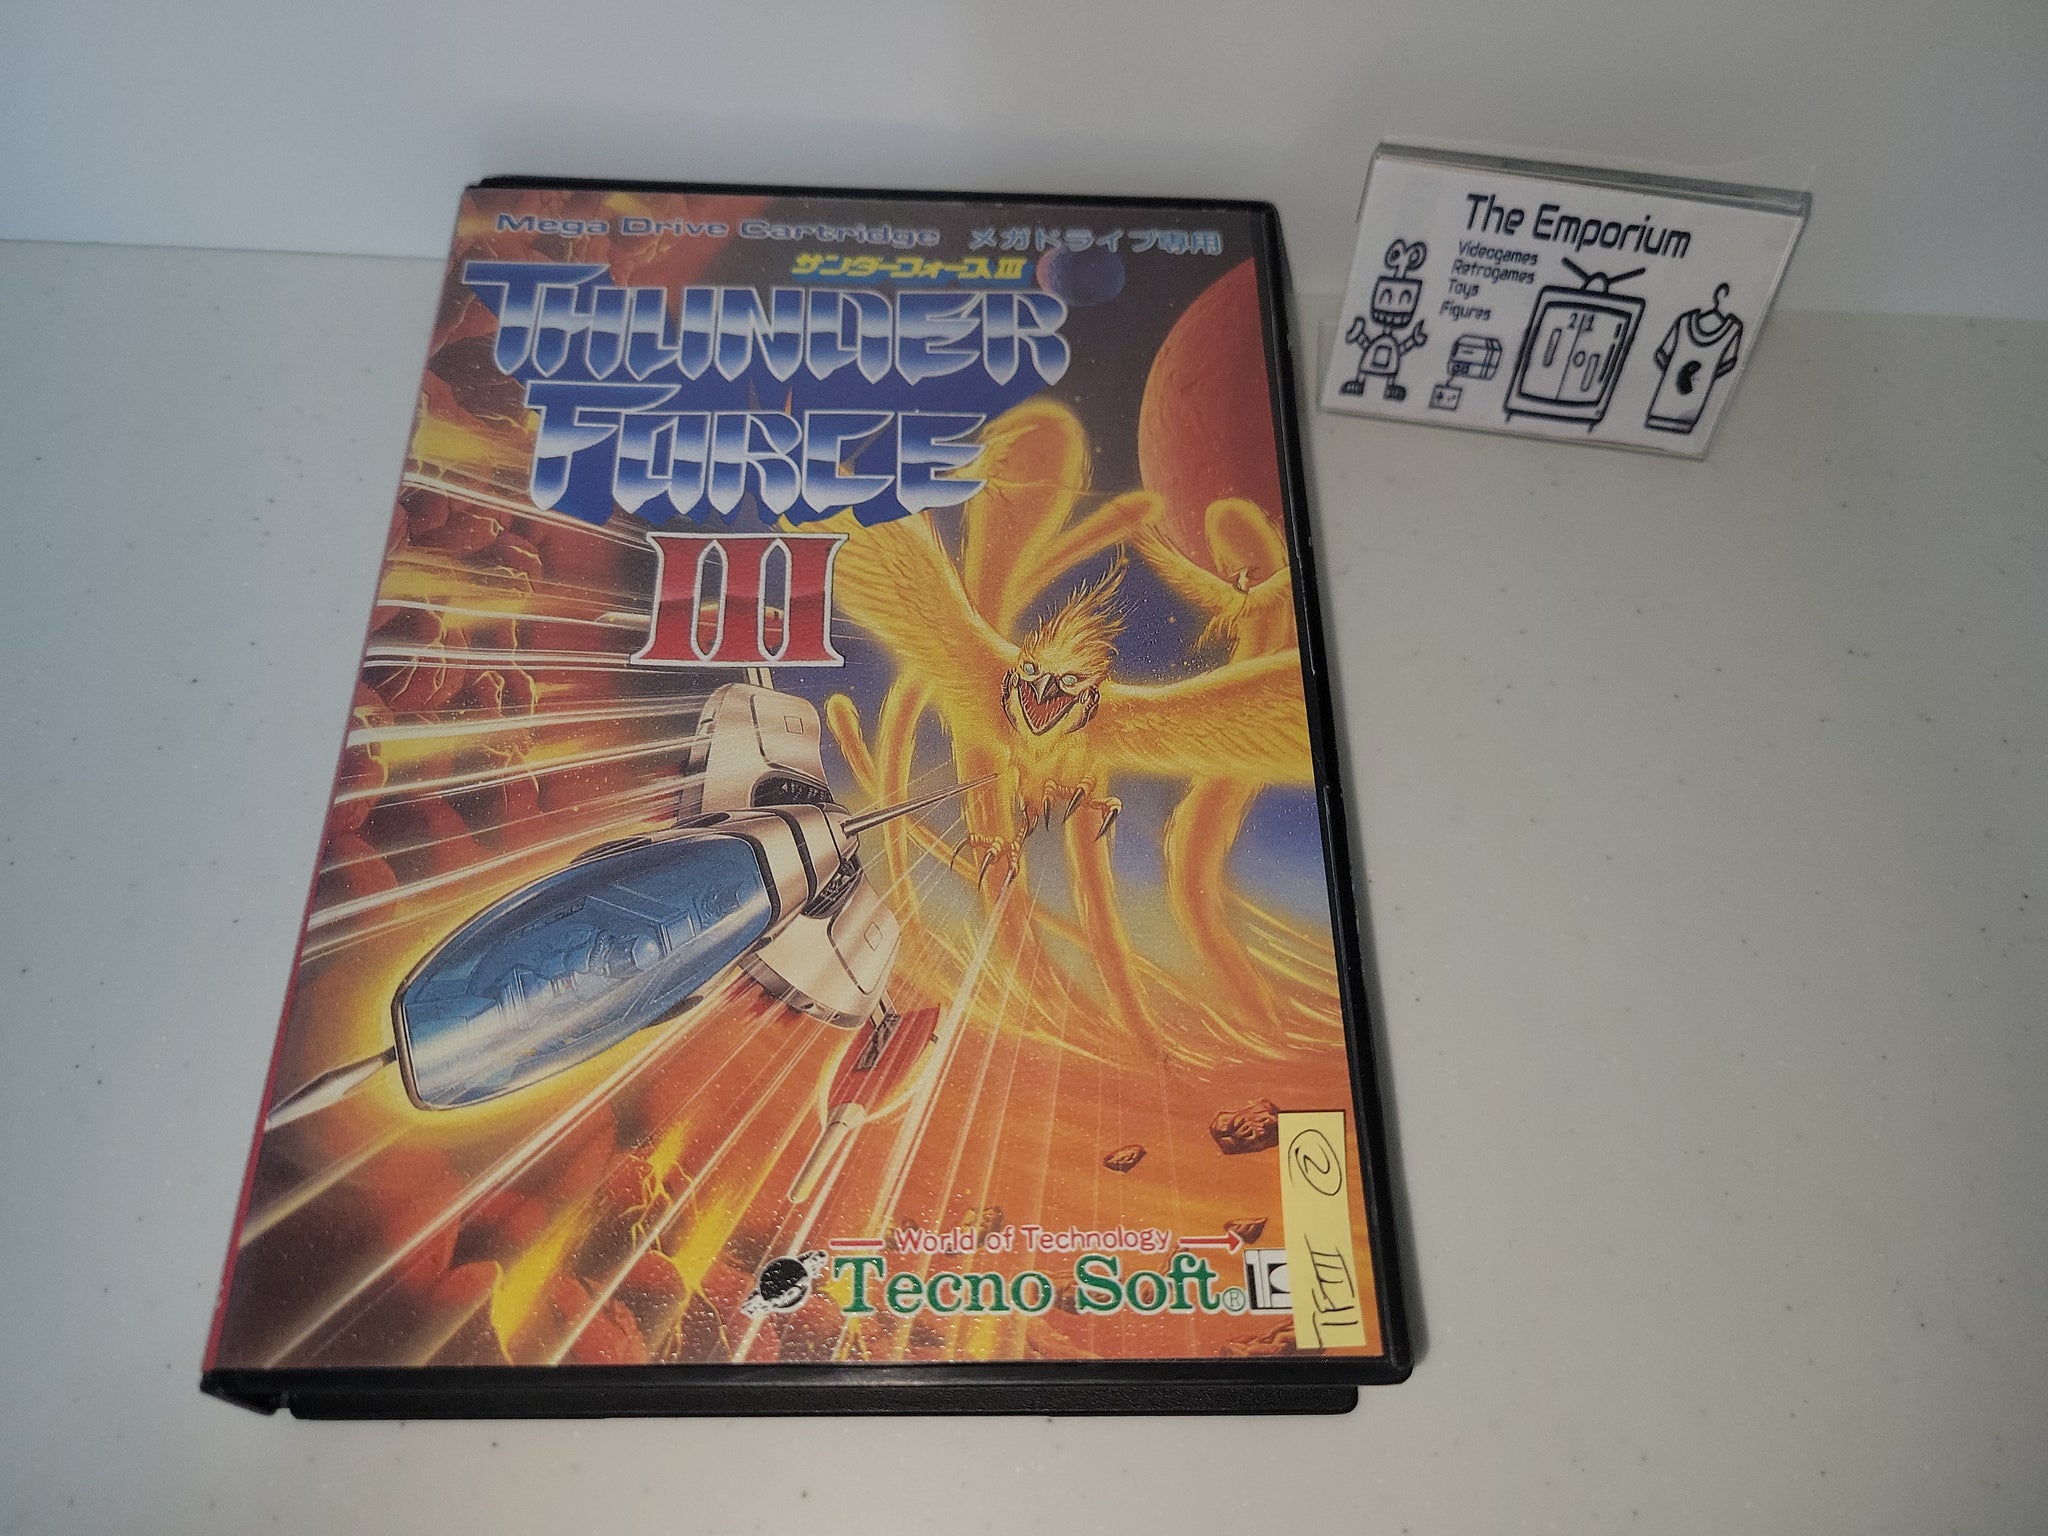 Mega Drive Cartridge メガドライブ専用
サンダーフォースIII
THUNDER
FORCE
III
World of Technology
Tecno Soft®
The Emporium
Videogames
Retrogames
Toys
Figures
21
②